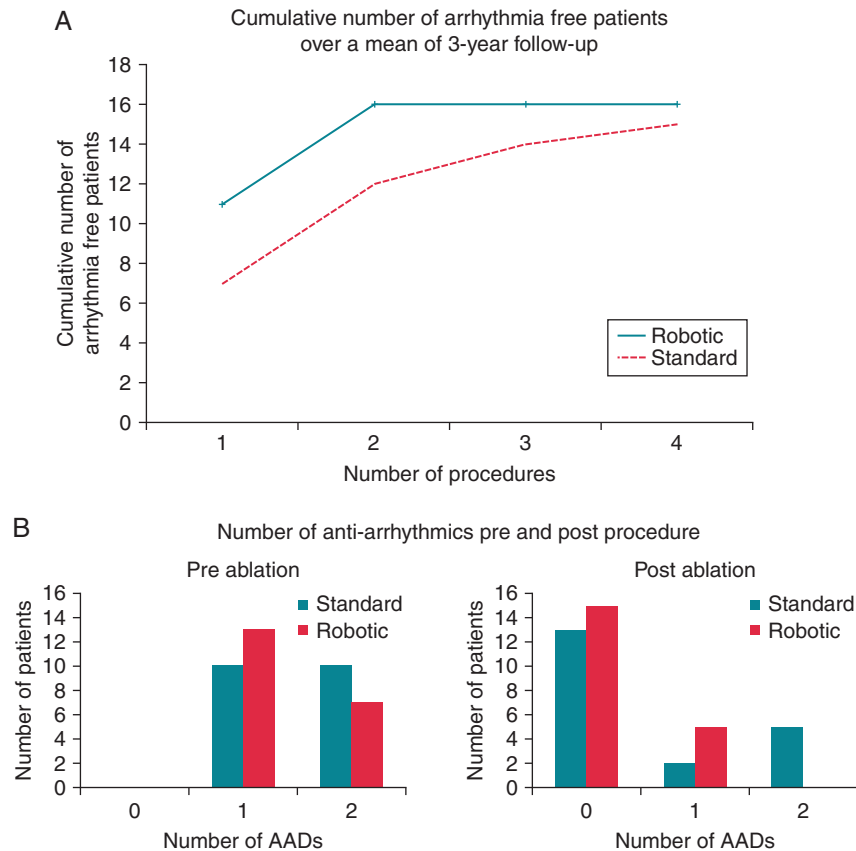 A
Cumulative number of arrhythmia free patients
over a mean of 3-year follow-up
Cumulative number of
arrhythmia free patients
18
16
14
12
10
8
6
4
2
0
1 2 3 4
Number of procedures
Robotic
Standard
B
Number of anti-arrhythmics pre and post procedure
Pre ablation
Number of patients
16
14
12
10
8
6
4
2
0
Standard
Robotic
0 1 2
Number of AADs
Post ablation
Number of patients
16
14
12
10
8
6
4
2
0
Standard
Robotic
0 1 2
Number of AADs